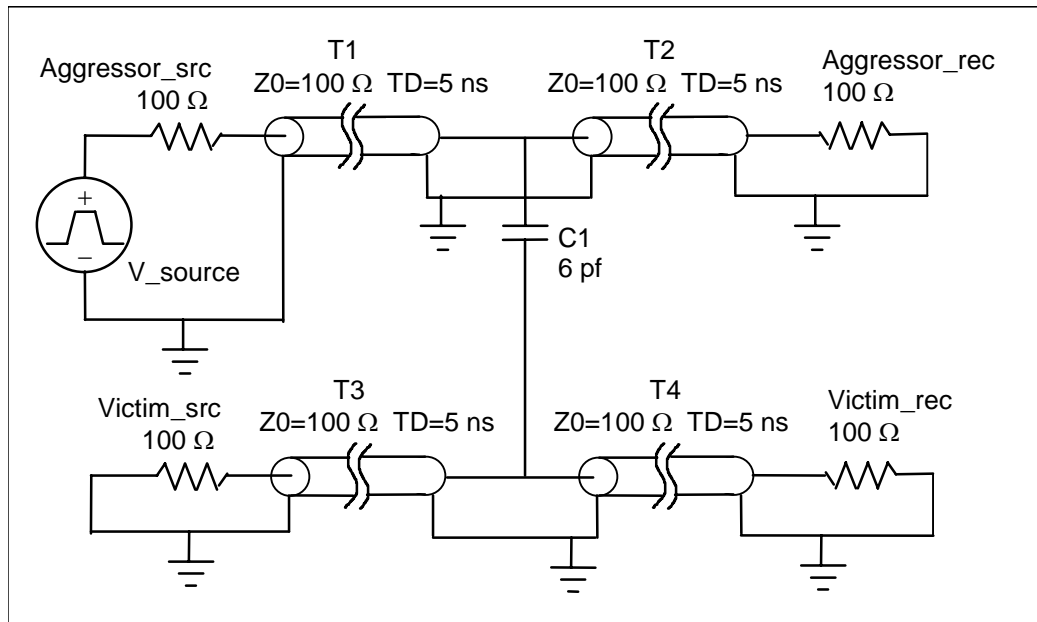 T1
Z0=100 Ω TD=5 ns
T2
Z0=100 Ω TD=5 ns
Aggressor_src
100 Ω
Aggressor_rec
100 Ω
+
−
V_source
C1
6 pf
T3
Z0=100 Ω TD=5 ns
T4
Z0=100 Ω TD=5 ns
Victim_src
100 Ω
Victim_rec
100 Ω